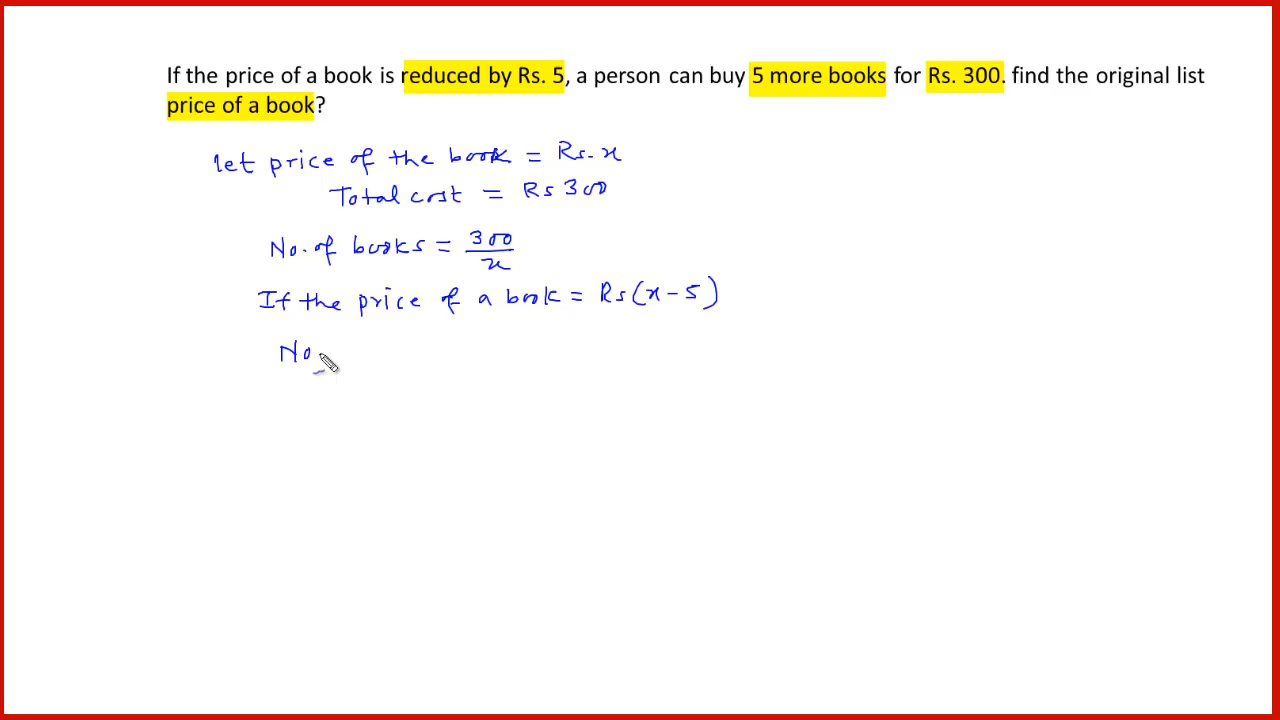 If the price of a book is reduced by Rs. 5, a person can buy 5 more books for Rs. 300. find the original list
price of a book?
let price of the book = Rs. x
Total cost = Rs 300
No. of books = 300/x
If the price of a book = Rs (x - 5)
No